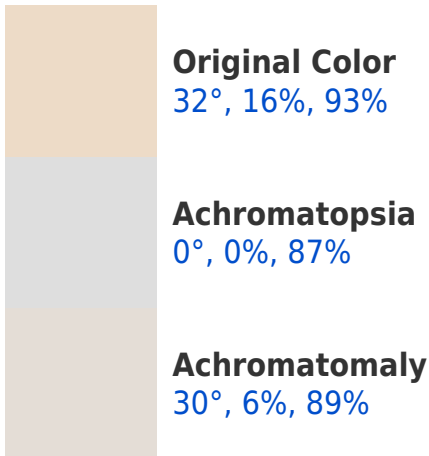 Original Color
32°, 16%, 93%
Achromatopsia
0°, 0%, 87%
Achromatomaly
30°, 6%, 89%